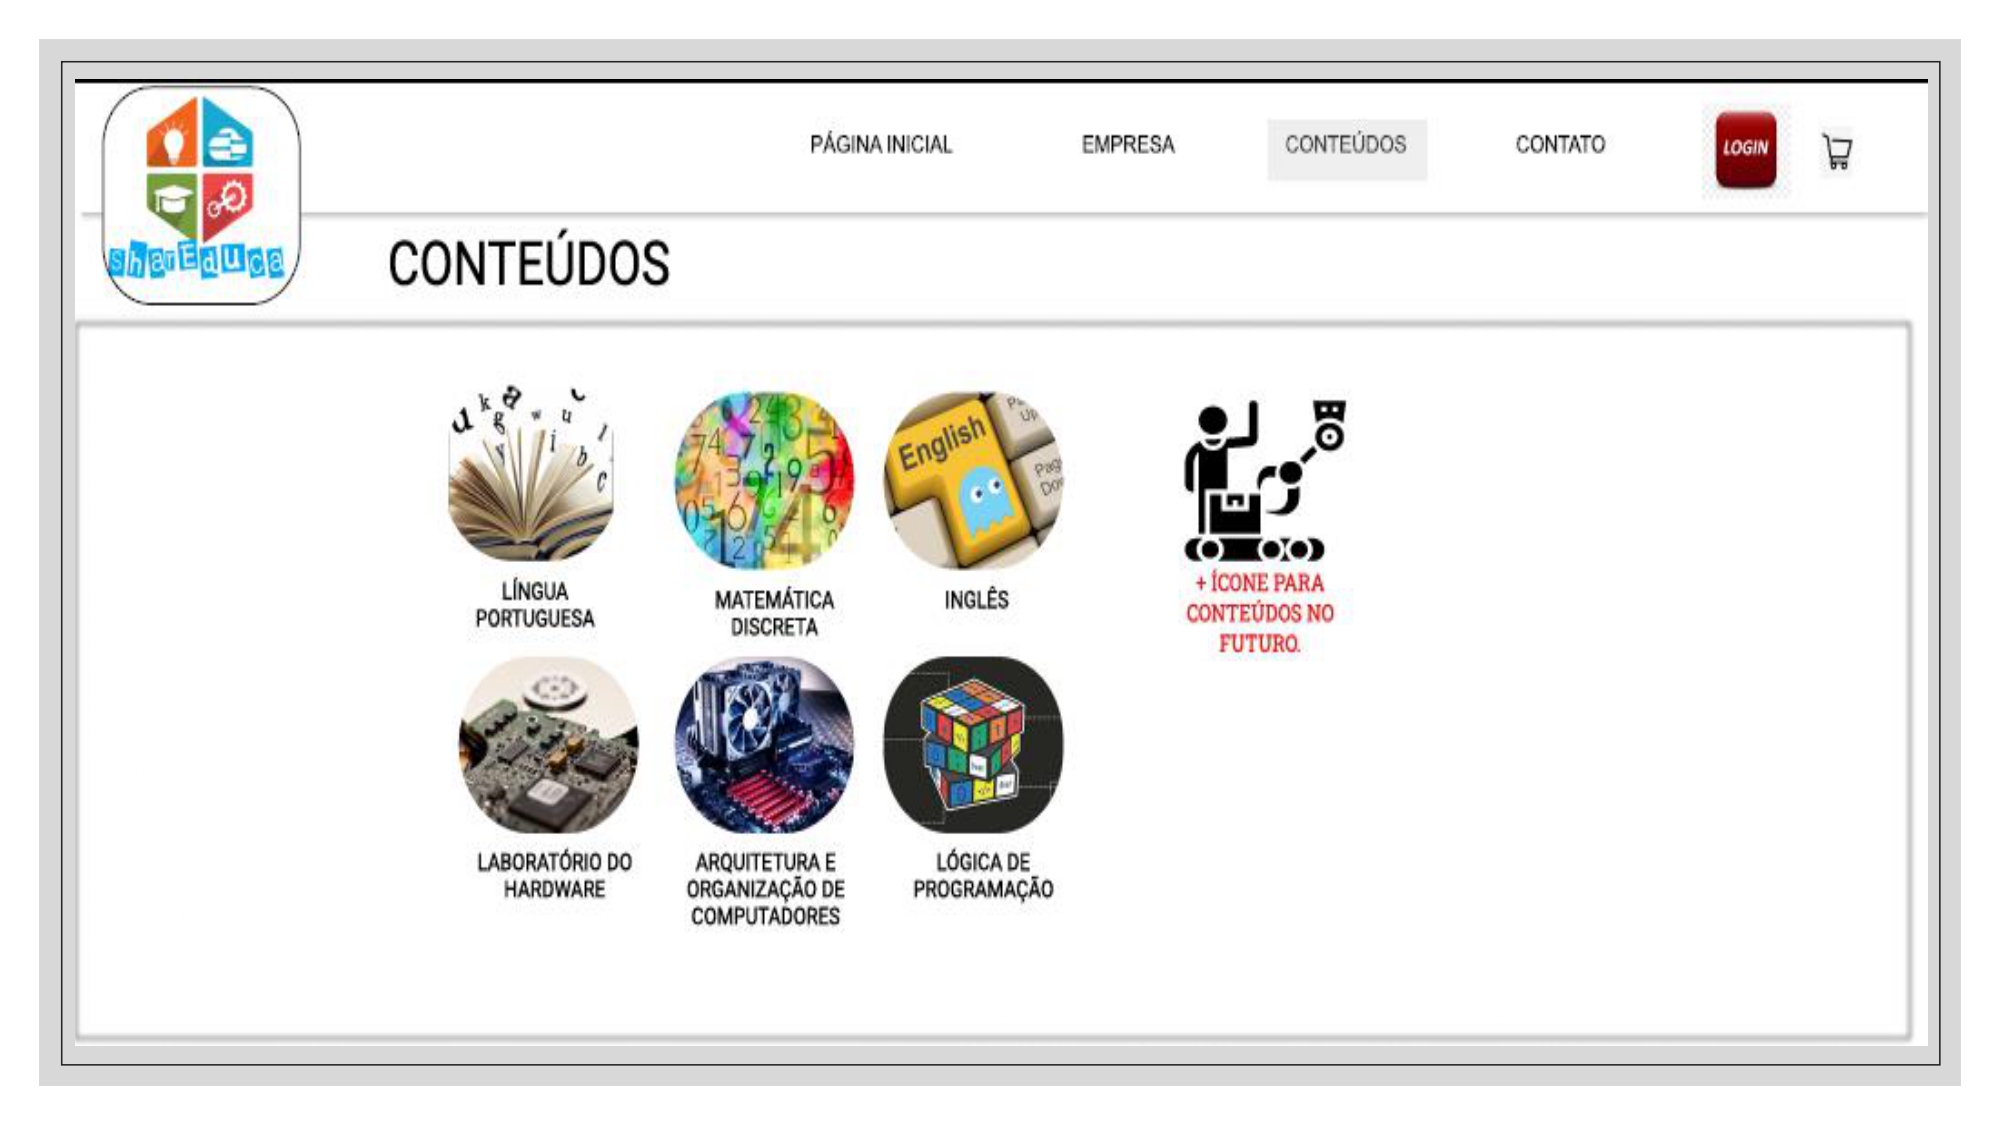 PÁGINA INICIAL
EMPRESA
CONTEÚDOS
CONTATO
LOGIN
sharEduca
CONTEÚDOS
English
LÍNGUA
PORTUGUESA
MATEMÁTICA
DISCRETA
INGLÊS
+ ÍCONE PARA
CONTEÚDOS NO
FUTURO.
LABORATÓRIO DO
HARDWARE
ARQUITETURA E
ORGANIZAÇÃO DE
COMPUTADORES
LÓGICA DE
PROGRAMAÇÃO